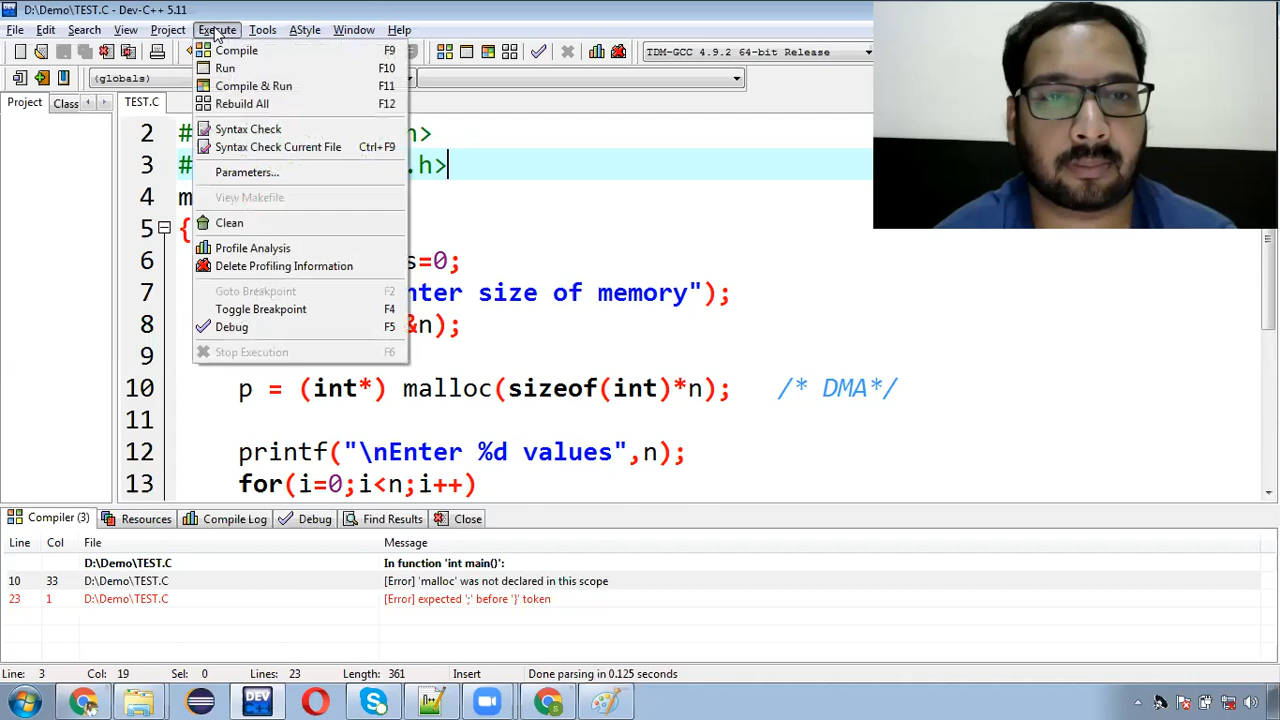 D:\Demo\TEST.C - Dev-C++ 5.11
File Edit Search View Project Execute Tools AStyle Window Help
TDM-GCC 4.9.2 64-bit Release
(globals)
Project Class TEST.C
Compile F9
Run F10
Compile & Run F11
Rebuild All F12
Syntax Check
Syntax Check Current File Ctrl+F9
Parameters...
View Makefile
Clean
Profile Analysis
Delete Profiling Information
Goto Breakpoint F2
Toggle Breakpoint F4
Debug F5
Stop Execution F6
2 # h>
3 # .h>
4 m
5 {
6 s=0;
7 nter size of memory");
8 &n);
9
10 p = (int*) malloc(sizeof(int)*n); /* DMA*/
11
12 printf("\nEnter %d values",n);
13 for(i=0;i<n;i++)
Compiler (3) Resources Compile Log Debug Find Results Close
Line Col File Message
D:\Demo\TEST.C In function 'int main()':
10 33 D:\Demo\TEST.C [Error] 'malloc' was not declared in this scope
23 1 D:\Demo\TEST.C [Error] expected ';' before '}' token
Line: 3 Col: 19 Sel: 0 Lines: 23 Length: 361 Insert Done parsing in 0.125 seconds
DEV C++